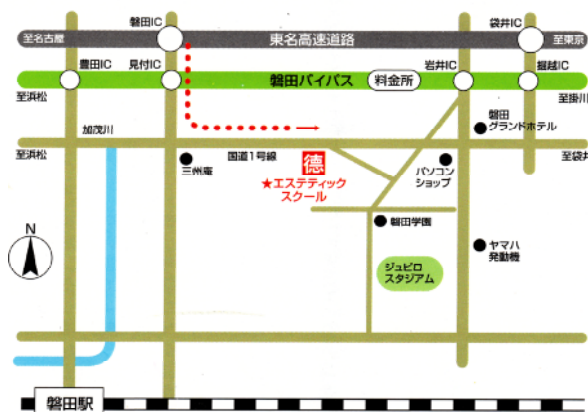 磐田IC
袋井IC
至名古屋
東名高速道路
至東京
豊田IC
見付IC
磐田バイパス
料金所
岩井IC
堀越IC
至浜松
至掛川
加茂川
磐田
グランドホテル
至浜松
国道1号線
至袋井
三州庵
徳
★エステティック
スクール
パソコン
ショップ
磐田学園
N
ヤマハ
発動機
ジュビロ
スタジアム
磐田駅